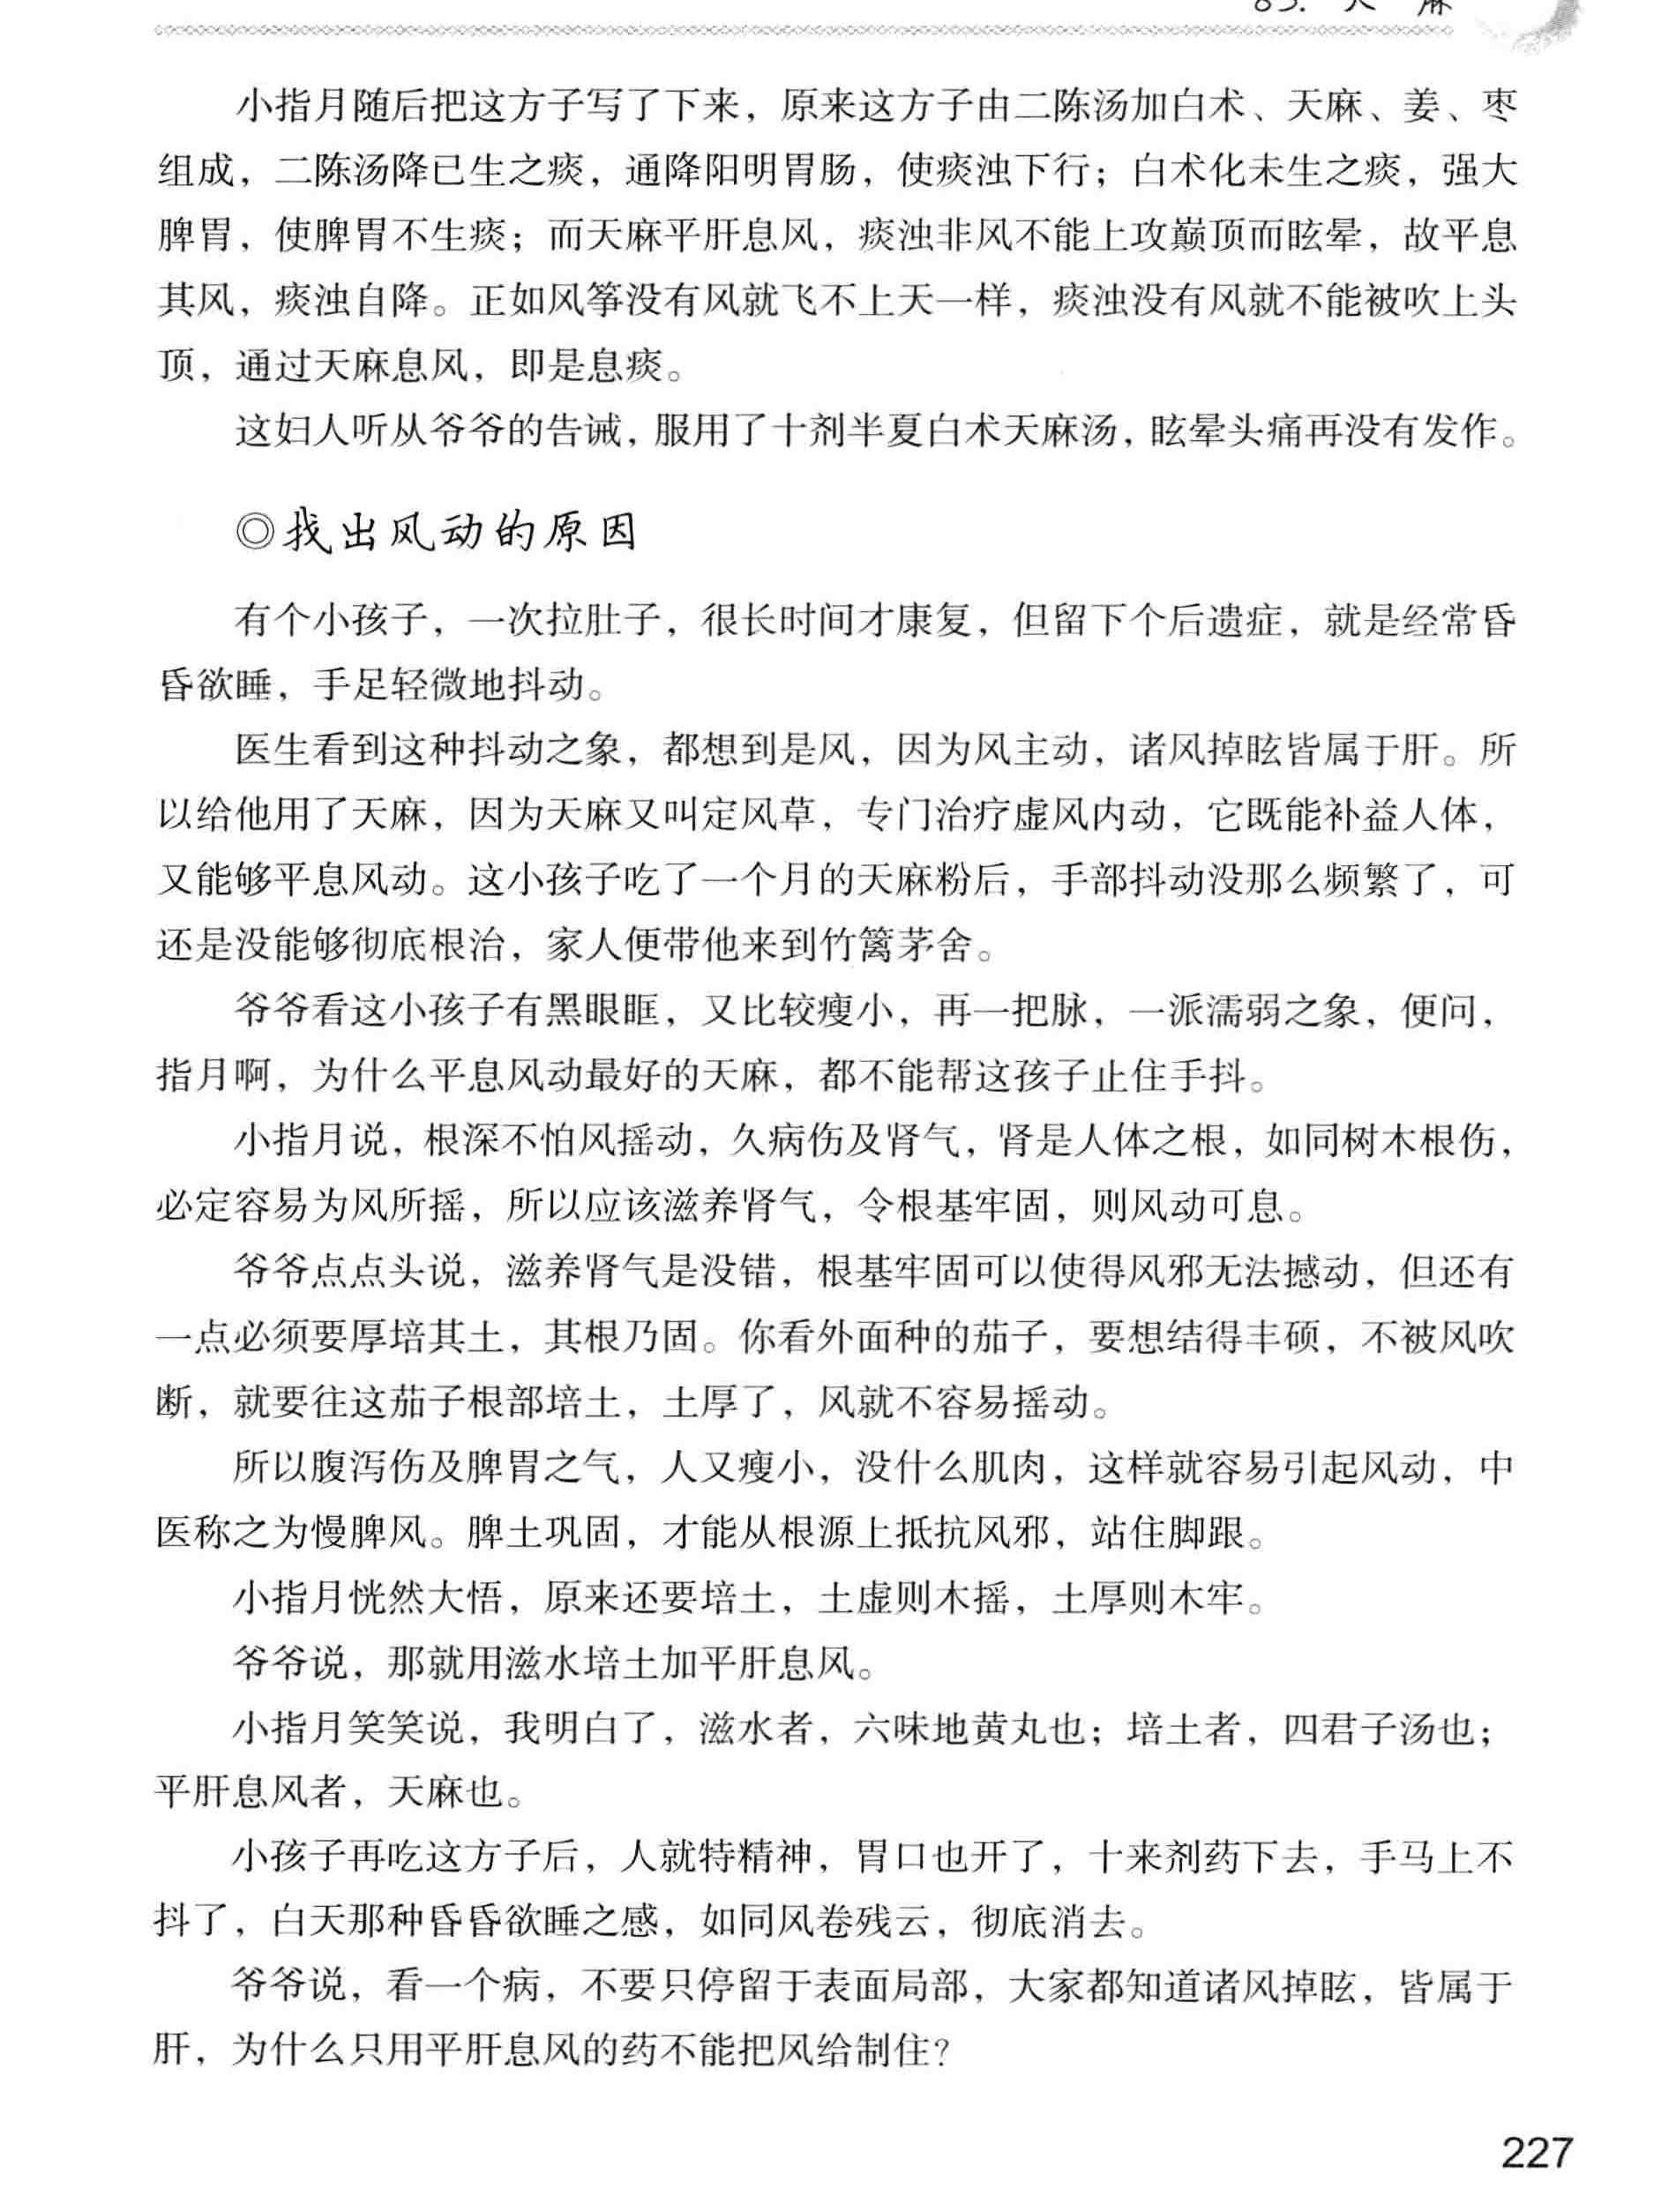 小指月随后把这方子写了下来，原来这方子由二陈汤加白术、天麻、姜、枣
组成，二陈汤降已生之痰，通降阳明胃肠，使痰浊下行；白术化未生之痰，强大
脾胃，使脾胃不生痰；而天麻平肝息风，痰浊非风不能上攻巅顶而眩晕，故平息
其风，痰浊自降。正如风筝没有风就飞不上天一样，痰浊没有风就不能被吹上头
顶，通过天麻息风，即是息痰。
这妇人听从爷爷的告诫，服用了十剂半夏白术天麻汤，眩晕头痛再没有发作。
◎找出风动的原因
有个小孩子，一次拉肚子，很长时间才康复，但留下个后遗症，就是经常昏
昏欲睡，手足轻微地抖动。
医生看到这种抖动之象，都想到是风，因为风主动，诸风掉眩皆属于肝。所
以给他用了天麻，因为天麻又叫定风草，专门治疗虚风内动，它既能补益人体，
又能够平息风动。这小孩子吃了一个月的天麻粉后，手部抖动没那么频繁了，可
还是没能够彻底根治，家人便带他来到竹篱茅舍。
爷爷看这小孩子有黑眼眶，又比较瘦小，再一把脉，一派濡弱之象，便问，
指月啊，为什么平息风动最好的天麻，都不能帮这孩子止住手抖。
小指月说，根深不怕风摇动，久病伤及肾气，肾是人体之根，如同树木根伤，
必定容易为风所摇，所以应该滋养肾气，令根基牢固，则风动可息。
爷爷点点头说，滋养肾气是没错，根基牢固可以使得风邪无法撼动，但还有
一点必须要厚培其土，其根乃固。你看外面种的茄子，要想结得丰硕，不被风吹
断，就要往这茄子根部培土，土厚了，风就不容易摇动。
所以腹泻伤及脾胃之气，人又瘦小，没什么肌肉，这样就容易引起风动，中
医称之为慢脾风。脾土巩固，才能从根源上抵抗风邪，站住脚跟。
小指月恍然大悟，原来还要培土，土虚则木摇，土厚则木牢。
爷爷说，那就用滋水培土加平肝息风。
小指月笑笑说，我明白了，滋水者，六味地黄丸也；培土者，四君子汤也；
平肝息风者，天麻也。
小孩子再吃这方子后，人就特精神，胃口也开了，十来剂药下去，手马上不
抖了，白天那种昏昏欲睡之感，如同风卷残云，彻底消去。
爷爷说，看一个病，不要只停留于表面局部，大家都知道诸风掉眩，皆属于
肝，为什么只用平肝息风的药不能把风给制住？
227